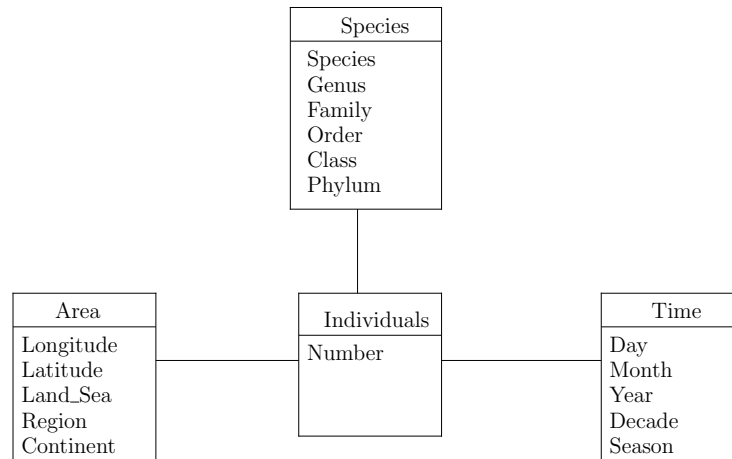 Species
Species
Genus
Family
Order
Class
Phylum
Area
Longitude
Latitude
Land_Sea
Region
Continent
Individuals
Number
Time
Day
Month
Year
Decade
Season